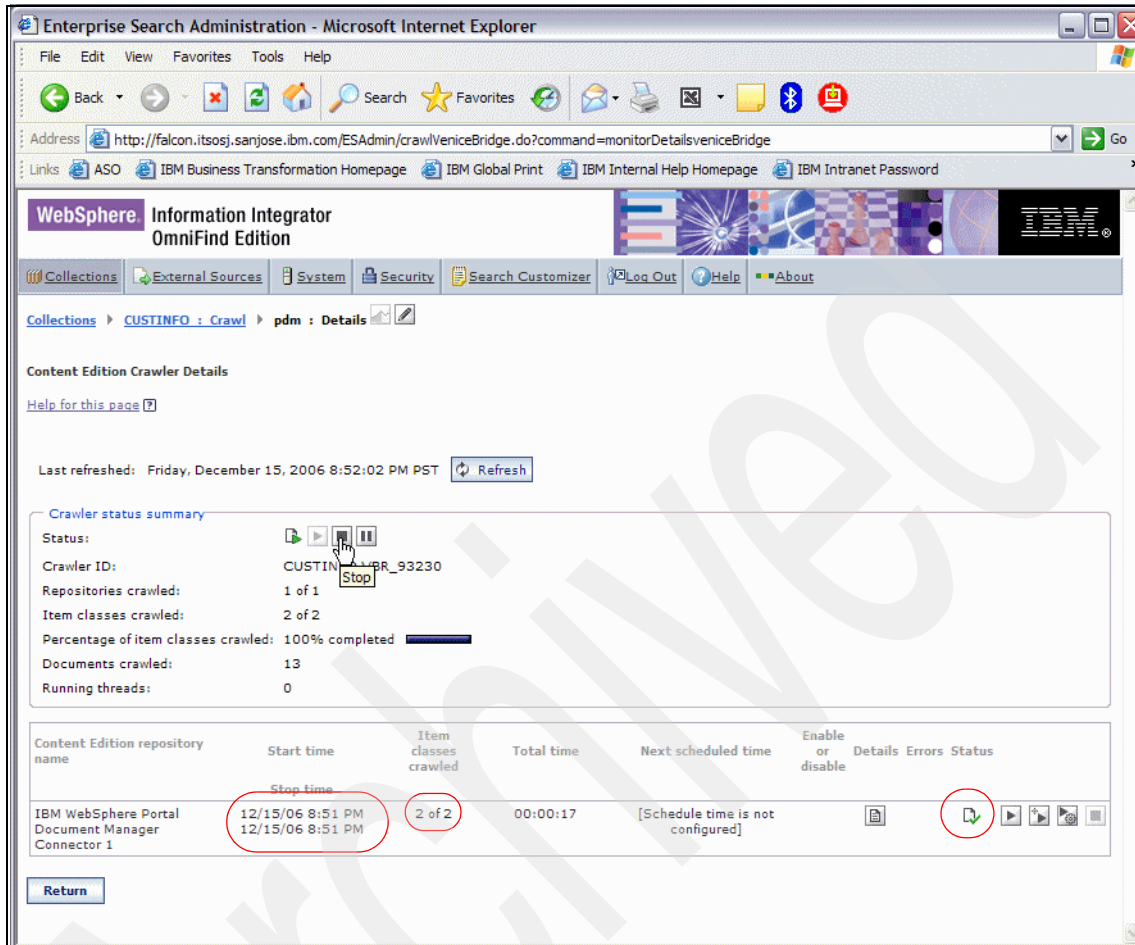 Enterprise Search Administration - Microsoft Internet Explorer
File Edit View Favorites Tools Help
Back Search Favorites
Address http://falcon.itsosj.sanjose.ibm.com/ESAdmin/crawlVeniceBridge.do?command=monitorDetailsveniceBridge Go
Links ASO IBM Business Transformation Homepage IBM Global Print IBM Internal Help Homepage IBM Intranet Password
WebSphere. Information Integrator
OmniFind Edition
IBM®
Collections External Sources System Security Search Customizer Log Out Help About
Collections CUSTINFO : Crawl pdm : Details
Content Edition Crawler Details
Help for this page ?
Last refreshed: Friday, December 15, 2006 8:52:02 PM PST Refresh
Crawler status summary
Status:
Crawler ID: VBR_93230
Stop
Repositories crawled: 1 of 1
Item classes crawled: 2 of 2
Percentage of item classes crawled: 100% completed
Documents crawled: 13
Running threads: 0
Content Edition repository name Start time Stop time Item classes crawled Total time Next scheduled time Enable or disable Details Errors Status
IBM WebSphere Portal Document Manager Connector 1 12/15/06 8:51 PM 12/15/06 8:51 PM 2 of 2 00:00:17 [Schedule time is not configured]
Return
Archived